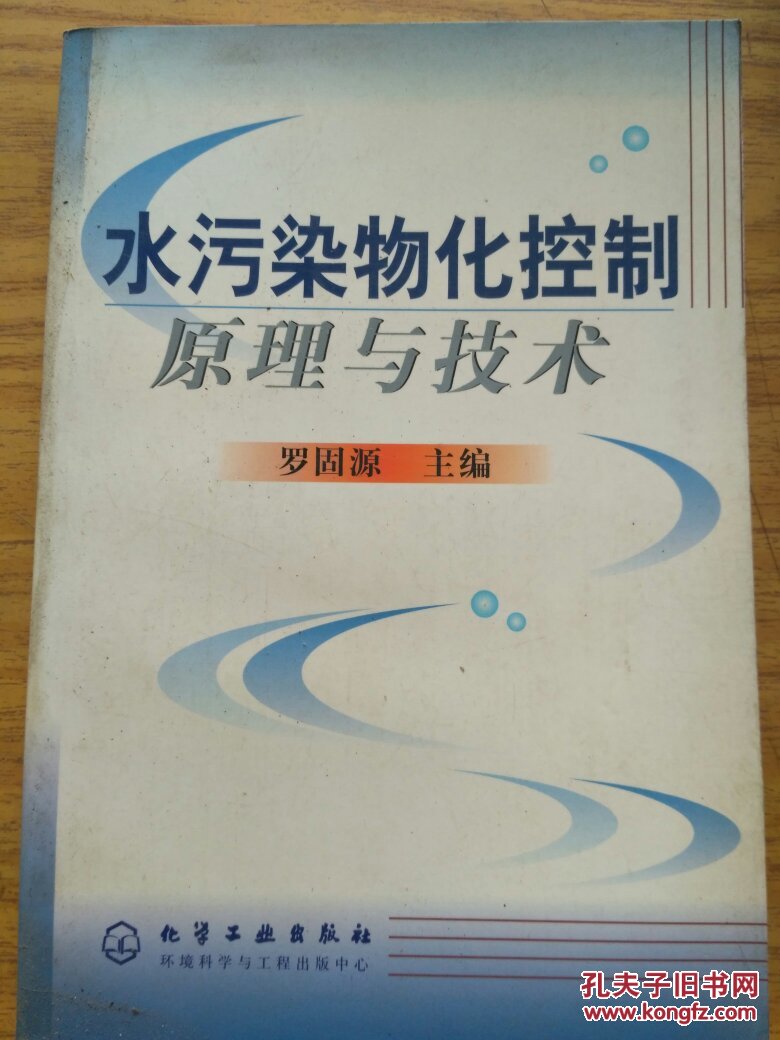 水污染物化控制
原理与技术
罗固源 主编
化学工业出版社
环境科学与工程出版中心
孔夫子旧书网
www.kongfz.com